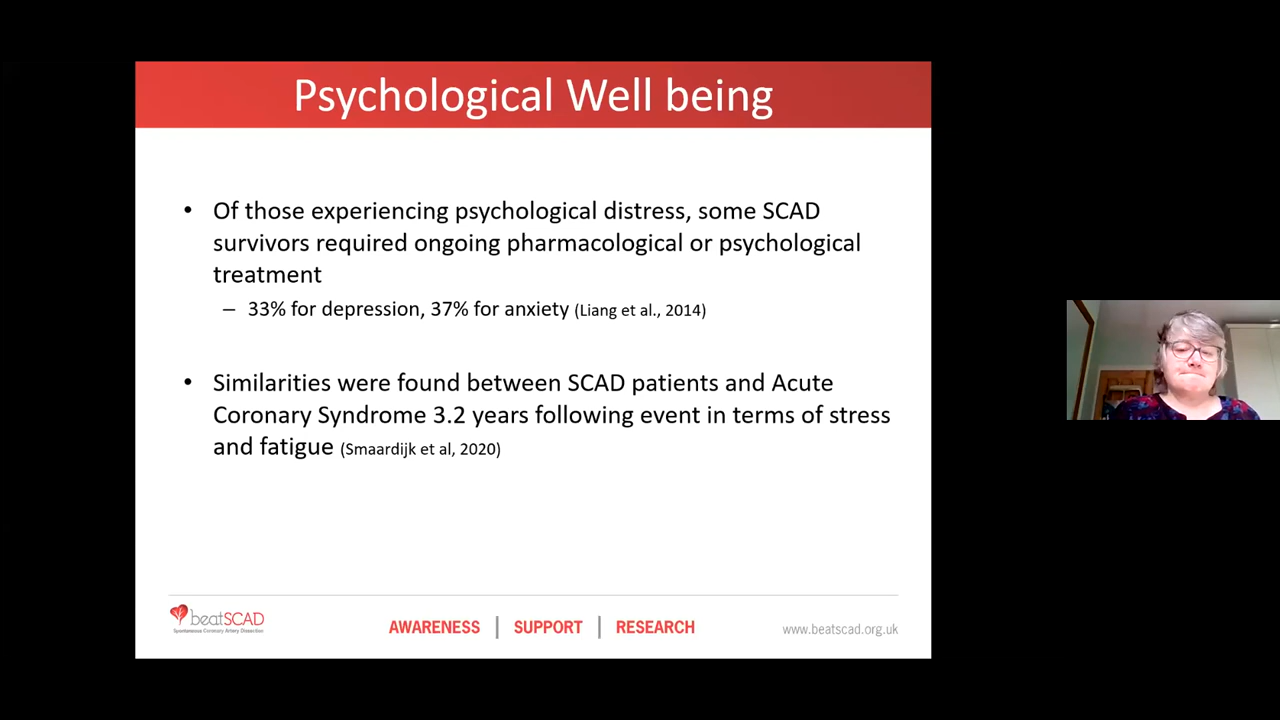 Psychological Well being
• Of those experiencing psychological distress, some SCAD
survivors required ongoing pharmacological or psychological
treatment
– 33% for depression, 37% for anxiety (Liang et al., 2014)
• Similarities were found between SCAD patients and Acute
Coronary Syndrome 3.2 years following event in terms of stress
and fatigue (Smaardijk et al, 2020)
beatSCAD
Spontaneous Coronary Artery Dissection
AWARENESS | SUPPORT | RESEARCH
www.beatscad.org.uk